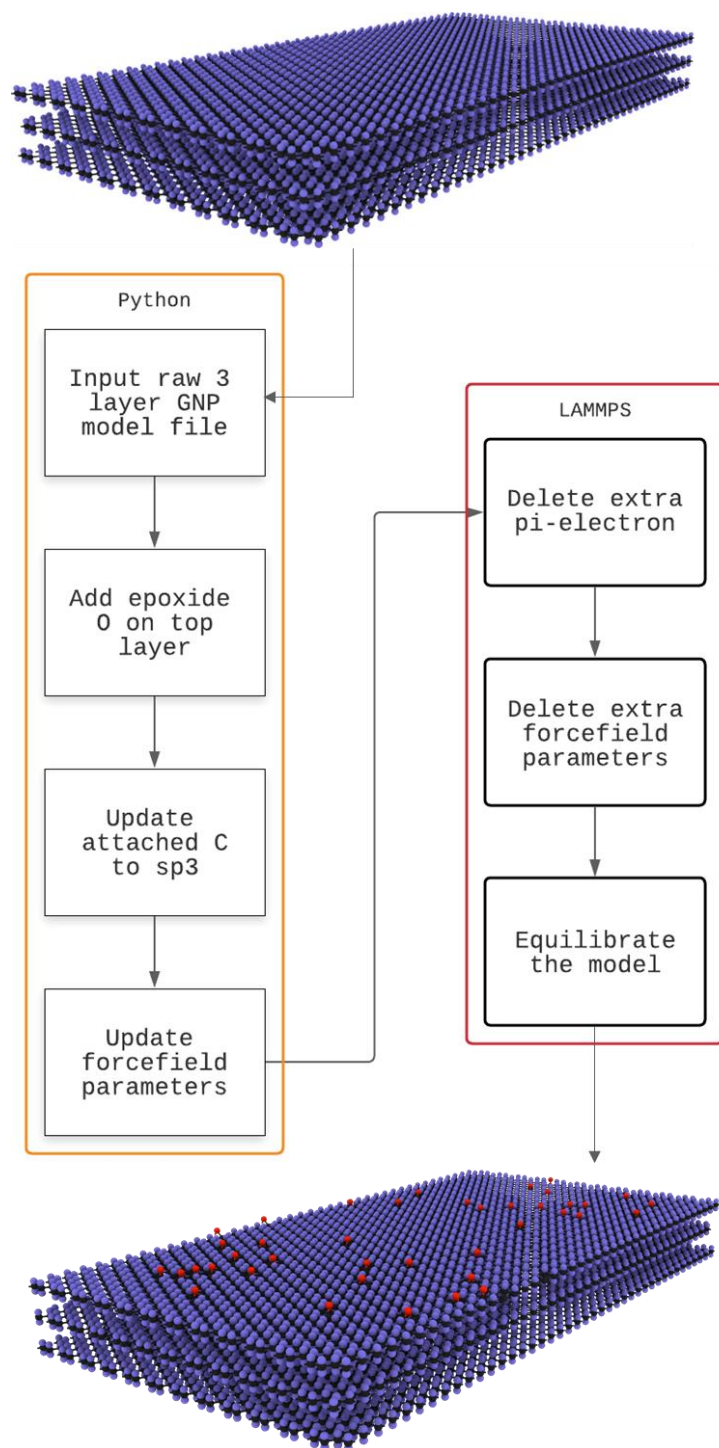 Python
Input raw 3
layer GNP
model file
Add epoxide
O on top
layer
Update
attached C
to sp3
Update
forcefield
parameters
LAMMPS
Delete extra
pi-electron
Delete extra
forcefield
parameters
Equilibrate
the model